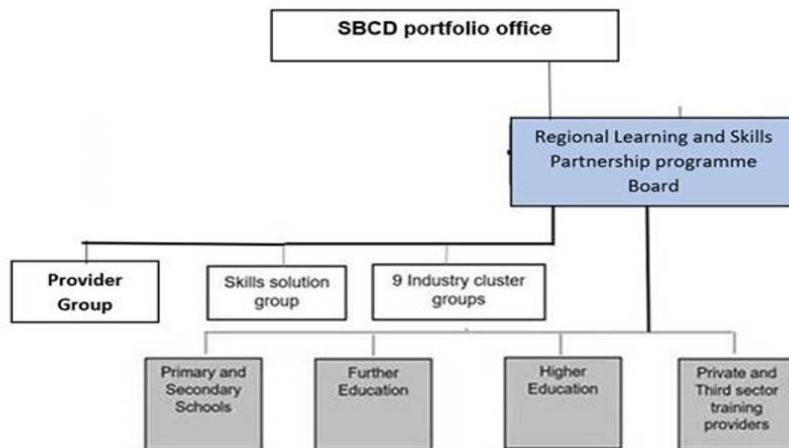 SBCD portfolio office
Regional Learning and Skills
Partnership programme
Board
Provider
Group
Skills solution
group
9 Industry cluster
groups
Primary and
Secondary
Schools
Further
Education
Higher
Education
Private and
Third sector
training
providers